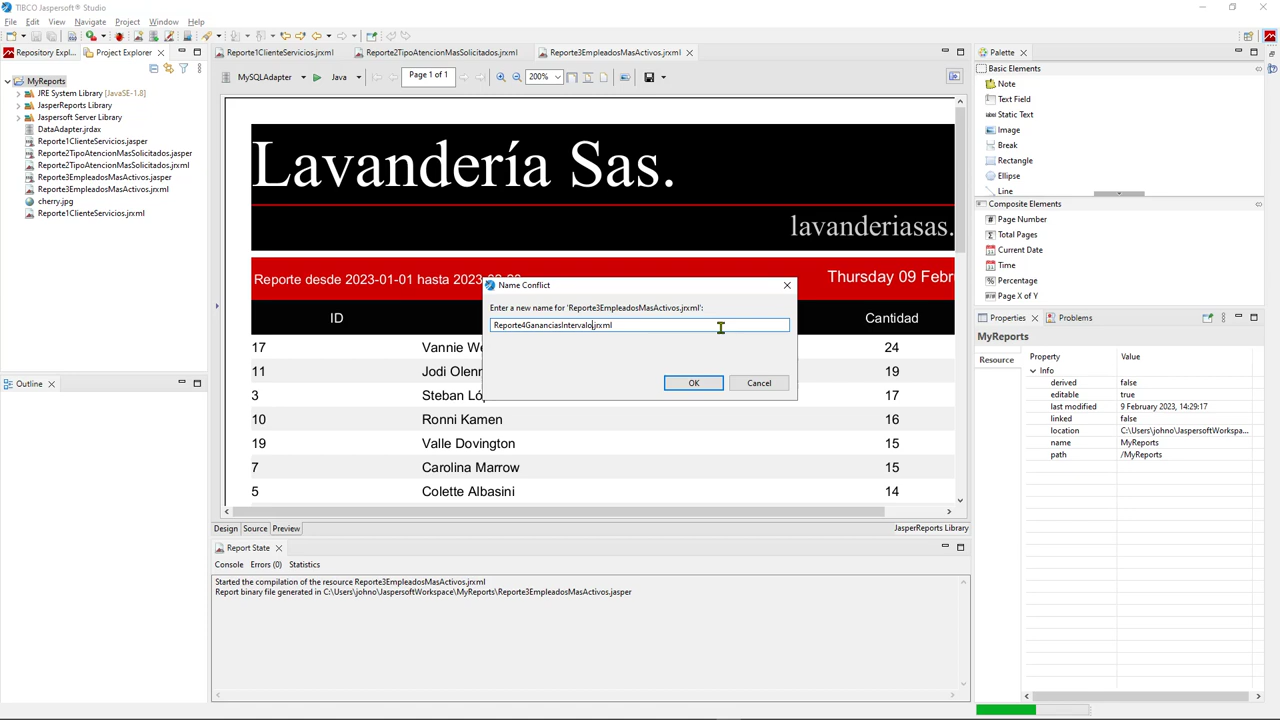 TIBCO Jaspersoft® Studio
File Edit View Navigate Project Window Help
Repository Expl... Project Explorer
MyReports
JRE System Library [JavaSE-1.8]
JasperReports Library
Jaspersoft Server Library
DataAdapter.jrdax
Reporte1ClienteServicios.jasper
Reporte2TipoAtencionMasSolicitados.jasper
Reporte2TipoAtencionMasSolicitados.jrxml
Reporte3EmpleadosMasActivos.jasper
Reporte3EmpleadosMasActivos.jrxml
cherry.jpg
Reporte1ClienteServicios.jrxml
Outline
Reporte1ClienteServicios.jrxml Reporte2TipoAtencionMasSolicitados.jrxml Reporte3EmpleadosMasActivos.jrxml
MySQLAdapter Java Page 1 of 1 200%
Lavandería Sas.
lavanderiasas.
Reporte desde 2023-01-01 hasta 2023-02-28 Thursday 09 Febr
ID Cantidad
17 Vannie We 24
11 Jodi Olenn 19
3 Steban Ló 17
10 Ronni Kamen 16
19 Valle Dovington 15
7 Carolina Marrow 15
5 Colette Albasini 14
Name Conflict
Enter a new name for 'Reporte3EmpleadosMasActivos.jrxml':
Reporte4GananciasIntervalo.jrxml
OK Cancel
Design Source Preview JasperReports Library
Report State
Console Errors (0) Statistics
Started the compilation of the resource Reporte3EmpleadosMasActivos.jrxml
Report binary file generated in C:\Users\johno\JaspersoftWorkspace\MyReports\Reporte3EmpleadosMasActivos.jasper
Palette
Basic Elements
Note
Text Field
Static Text
Image
Break
Rectangle
Ellipse
Line
Composite Elements
Page Number
Total Pages
Current Date
Time
Percentage
Page X of Y
Properties Problems
MyReports
Resource Property Value
Info
derived false
editable true
last modified 9 February 2023, 14:29:17
linked false
location C:\Users\johno\JaspersoftWorkspa...
name MyReports
path /MyReports